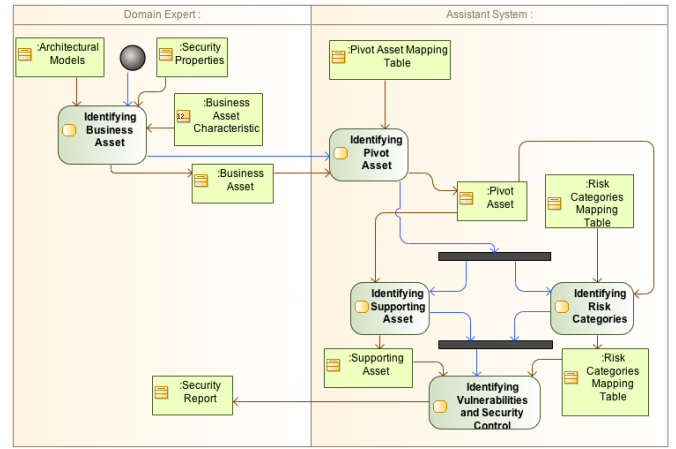 Domain Expert :
Assistant System :
:Architectural
Models
:Security
Properties
:Pivot Asset Mapping
Table
:Business
Asset
Characteristic
12...
Identifying
Business
Asset
Identifying
Pivot
Asset
:Business
Asset
:Pivot
Asset
:Risk
Categories
Mapping
Table
Identifying
Supporting
Asset
Identifying
Risk
Categories
:Supporting
Asset
:Risk
Categories
Mapping
Table
:Security
Report
Identifying
Vulnerabilities
and Security
Control